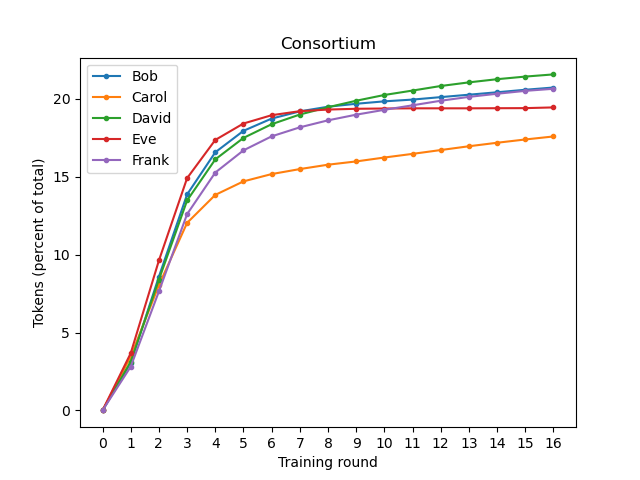 Consortium
Bob
Carol
David
Eve
Frank
Tokens (percent of total)
20
15
10
5
0
0 1 2 3 4 5 6 7 8 9 10 11 12 13 14 15 16
Training round